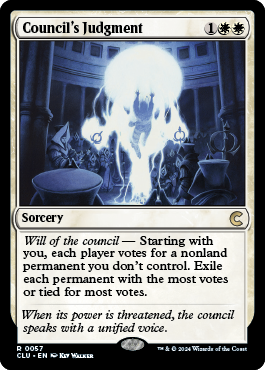 Council's Judgment 1
Sorcery
Will of the council — Starting with
you, each player votes for a nonland
permanent you don't control. Exile
each permanent with the most votes
or tied for most votes.
When its power is threatened, the council
speaks with a unified voice.
R 0057
CLU • EN KEV WALKER
™ & © 2024 Wizards of the Coast